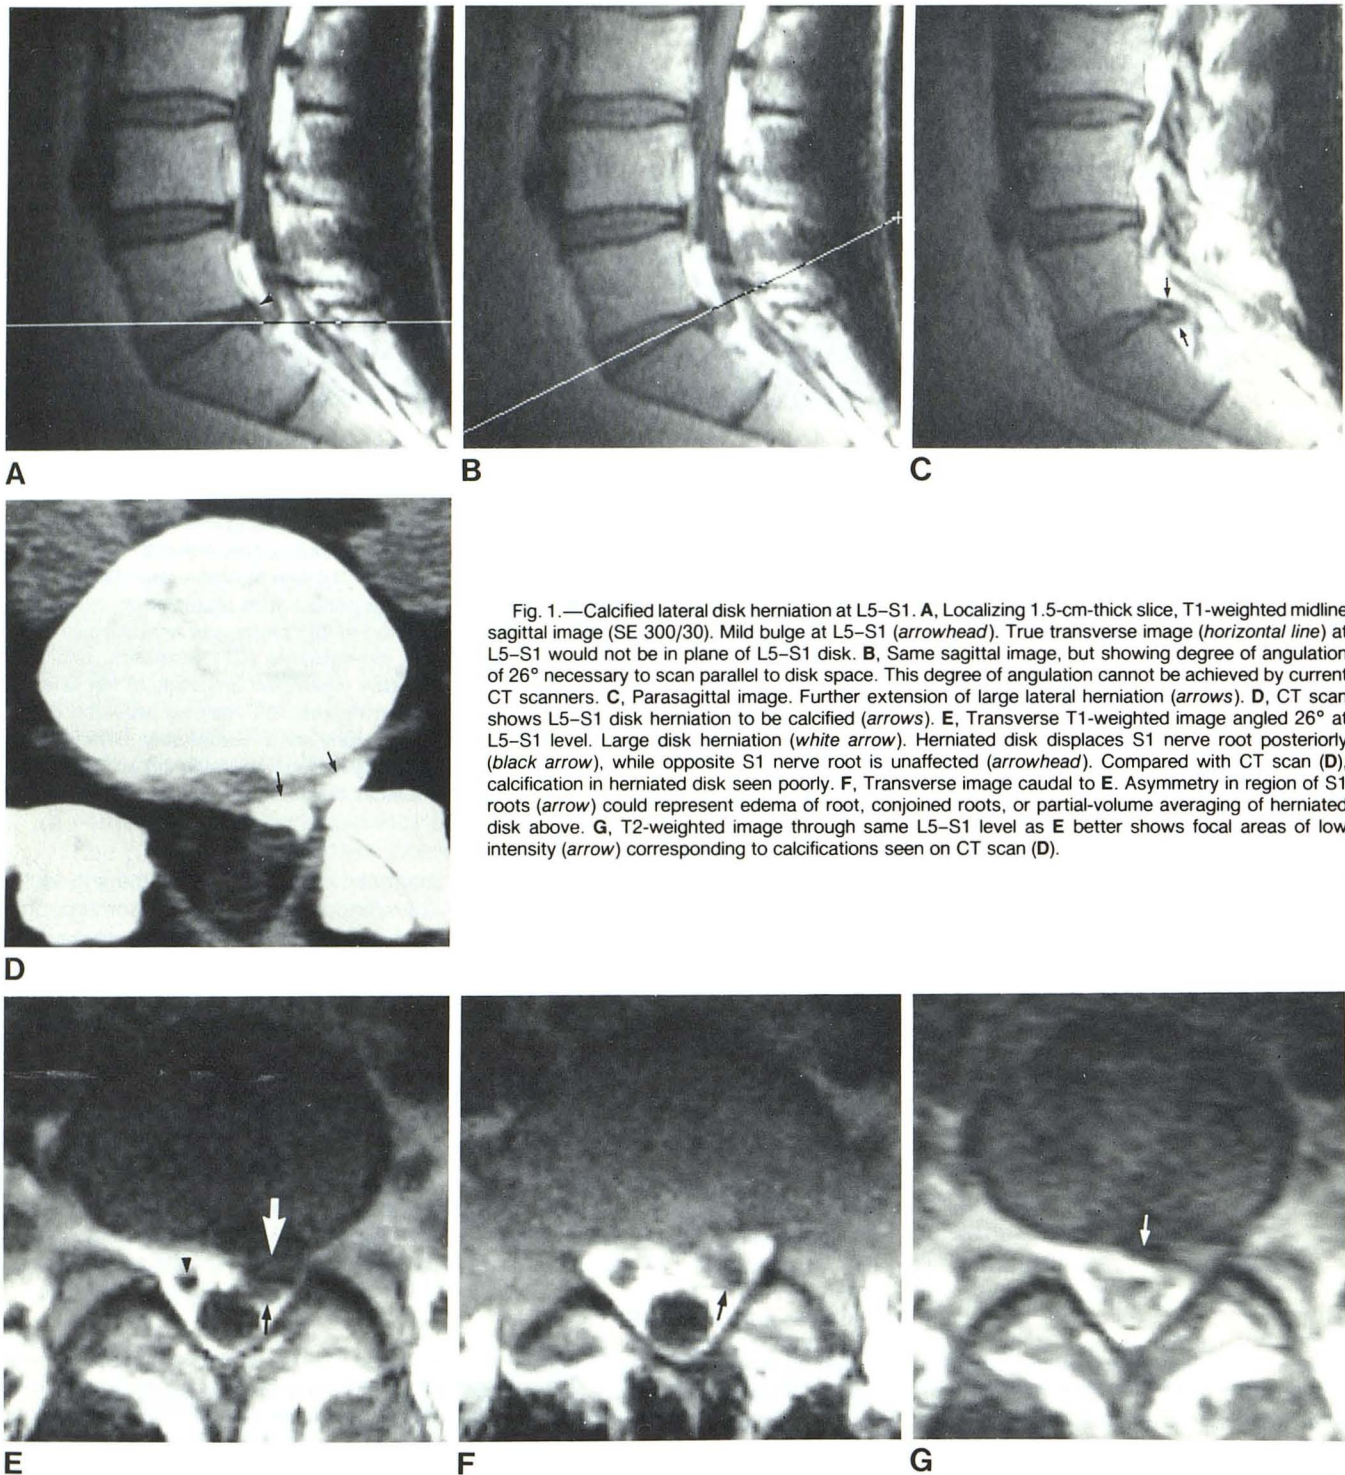 A
B
C
Fig. 1.—Calcified lateral disk herniation at L5–S1. A, Localizing 1.5-cm-thick slice, T1-weighted midline
sagittal image (SE 300/30). Mild bulge at L5–S1 (arrowhead). True transverse image (horizontal line) at
L5–S1 would not be in plane of L5–S1 disk. B, Same sagittal image, but showing degree of angulation
of 26° necessary to scan parallel to disk space. This degree of angulation cannot be achieved by current
CT scanners. C, Parasagittal image. Further extension of large lateral herniation (arrows). D, CT scan
shows L5–S1 disk herniation to be calcified (arrows). E, Transverse T1-weighted image angled 26° at
L5–S1 level. Large disk herniation (white arrow). Herniated disk displaces S1 nerve root posteriorly
(black arrow), while opposite S1 nerve root is unaffected (arrowhead). Compared with CT scan (D),
calcification in herniated disk seen poorly. F, Transverse image caudal to E. Asymmetry in region of S1
roots (arrow) could represent edema of root, conjoined roots, or partial-volume averaging of herniated
disk above. G, T2-weighted image through same L5–S1 level as E better shows focal areas of low
intensity (arrow) corresponding to calcifications seen on CT scan (D).
D
E
F
G